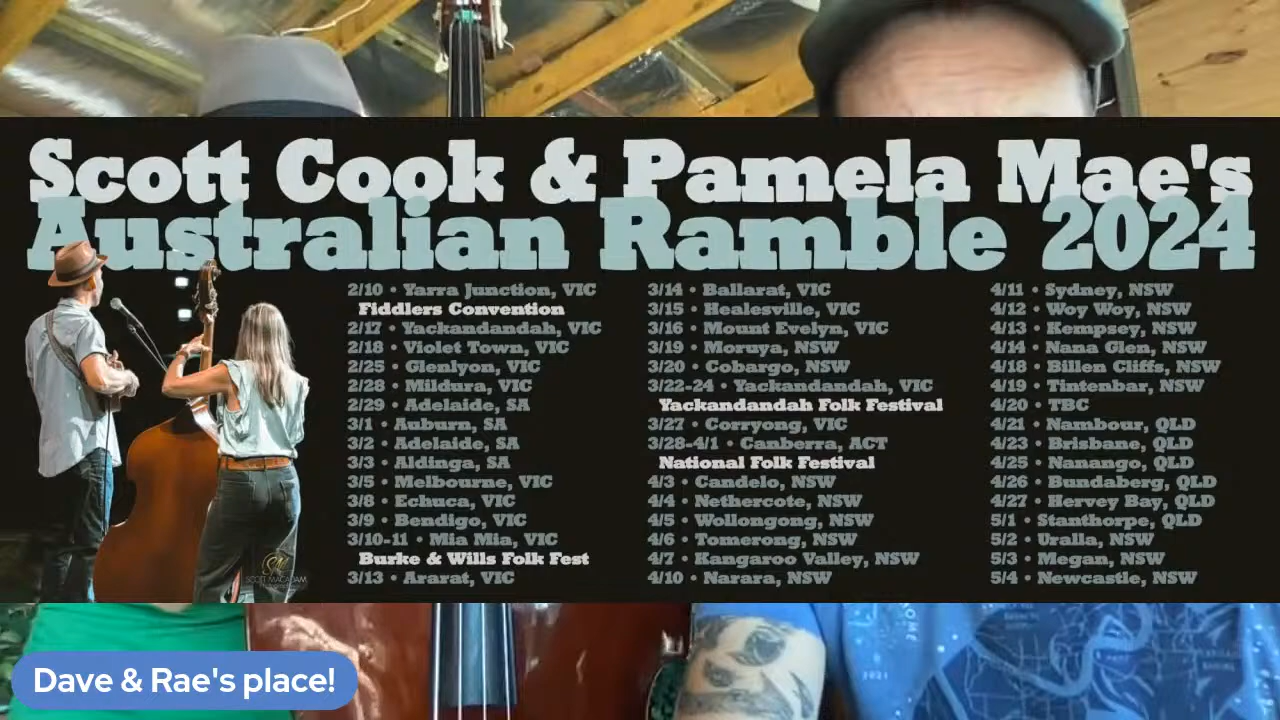 Scott Cook & Pamela Mae's
Australian Ramble 2024
2/10 • Yarra Junction, VIC
Fiddlers Convention
2/17 • Yackandandah, VIC
2/18 • Violet Town, VIC
2/25 • Glenlyon, VIC
2/28 • Mildura, VIC
2/29 • Adelaide, SA
3/1 • Auburn, SA
3/2 • Adelaide, SA
3/3 • Aldinga, SA
3/5 • Melbourne, VIC
3/8 • Echuca, VIC
3/9 • Bendigo, VIC
3/10-11 • Mia Mia, VIC
Burke & Wills Folk Fest
3/13 • Ararat, VIC
3/14 • Ballarat, VIC
3/15 • Healesville, VIC
3/16 • Mount Evelyn, VIC
3/19 • Moruya, NSW
3/20 • Cobargo, NSW
3/22-24 • Yackandandah, VIC
Yackandandah Folk Festival
3/27 • Corryong, VIC
3/28-4/1 • Canberra, ACT
National Folk Festival
4/3 • Candelo, NSW
4/4 • Nethercote, NSW
4/5 • Wollongong, NSW
4/6 • Tomerong, NSW
4/7 • Kangaroo Valley, NSW
4/10 • Narara, NSW
4/11 • Sydney, NSW
4/12 • Woy Woy, NSW
4/13 • Kempsey, NSW
4/14 • Nana Glen, NSW
4/18 • Billen Cliffs, NSW
4/19 • Tintenbar, NSW
4/20 • TBC
4/21 • Nambour, QLD
4/23 • Brisbane, QLD
4/25 • Nanango, QLD
4/26 • Bundaberg, QLD
4/27 • Hervey Bay, QLD
5/1 • Stanthorpe, QLD
5/2 • Uralla, NSW
5/3 • Megan, NSW
5/4 • Newcastle, NSW
SCOTT MACADAM
Dave & Rae's place!
2021